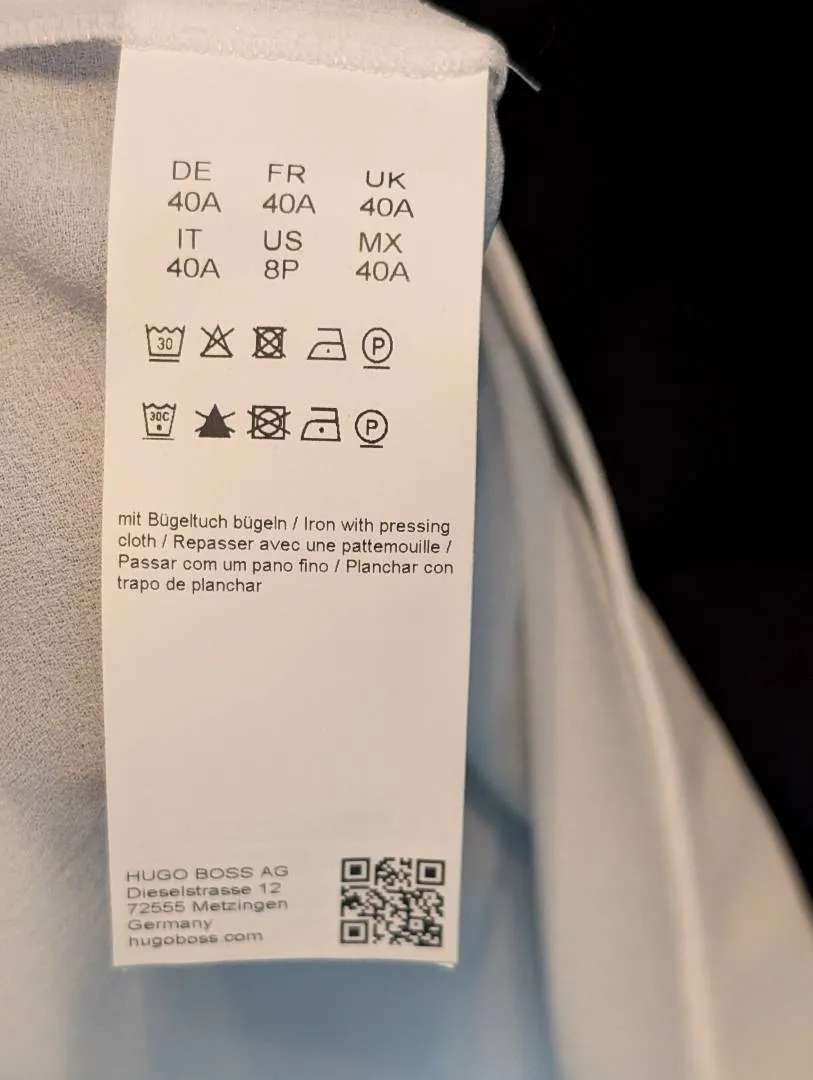 DE FR UK
40A 40A 40A
IT US MX
40A 8P 40A
30 P
30C P
mit Bügeltuch bügeln / Iron with pressing
cloth / Repasser avec une pattemouille /
Passar com um pano fino / Planchar con
trapo de planchar
HUGO BOSS AG
Dieselstrasse 12
72555 Metzingen
Germany
hugoboss.com